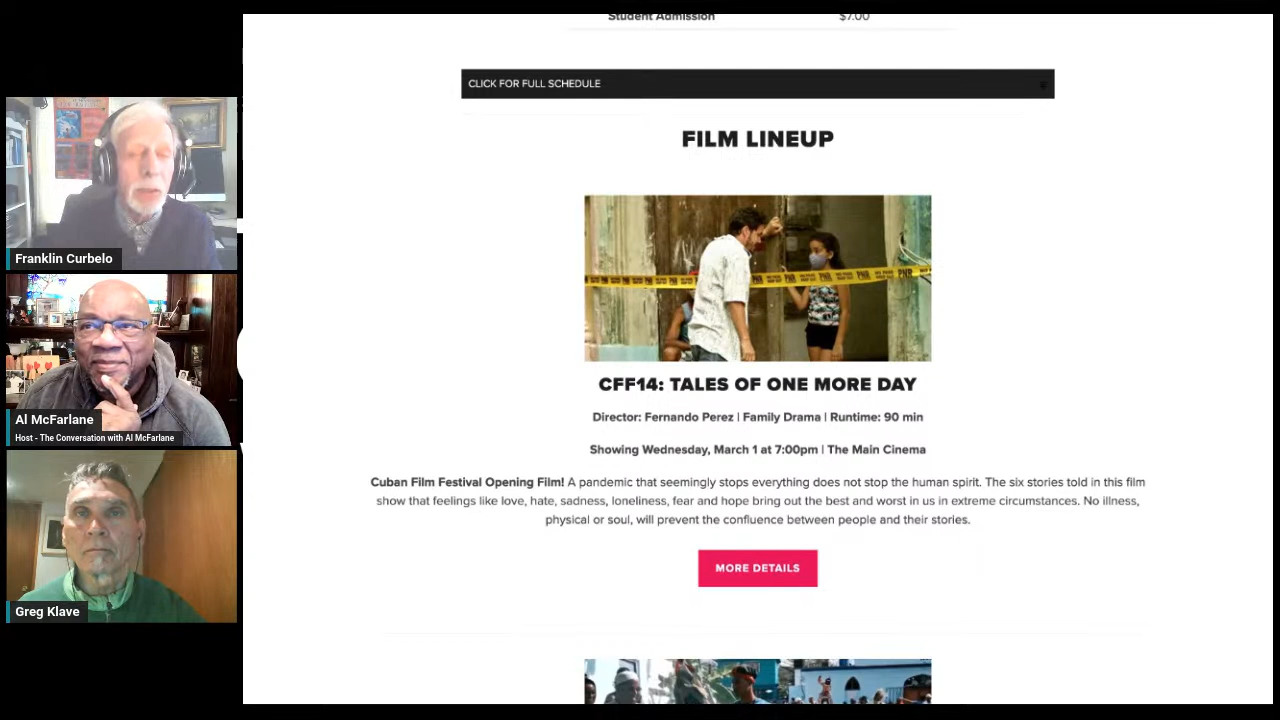 Student Admission $7.00
CLICK FOR FULL SCHEDULE
FILM LINEUP
CFF14: TALES OF ONE MORE DAY
Director: Fernando Perez | Family Drama | Runtime: 90 min
Showing Wednesday, March 1 at 7:00pm | The Main Cinema
Cuban Film Festival Opening Film! A pandemic that seemingly stops everything does not stop the human spirit. The six stories told in this film
show that feelings like love, hate, sadness, loneliness, fear and hope bring out the best and worst in us in extreme circumstances. No illness,
physical or soul, will prevent the confluence between people and their stories.
MORE DETAILS
Franklin Curbelo
Al McFarlane
Host - The Conversation with Al McFarlane
Greg Klave
PNR
PNR